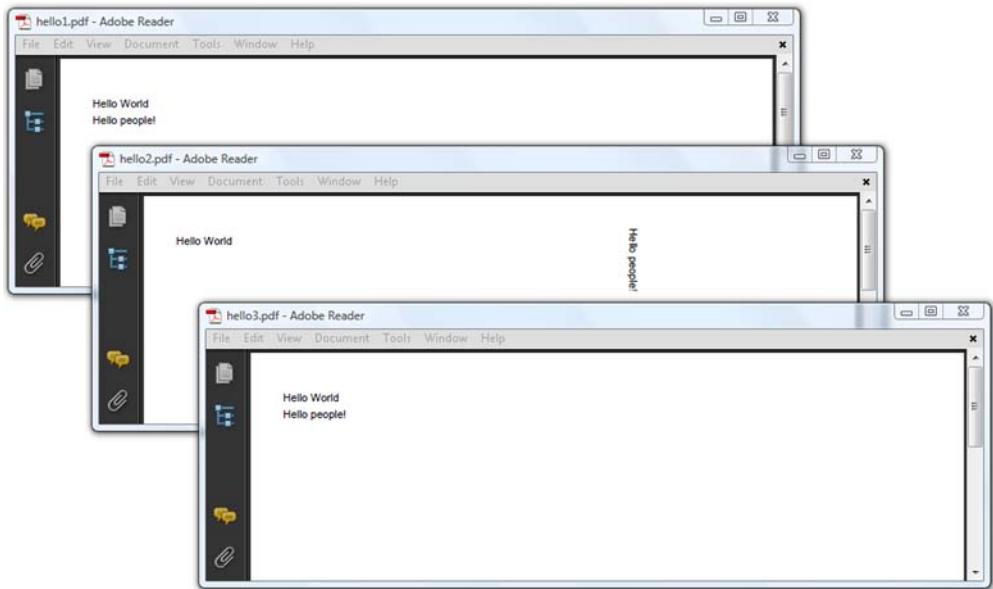 hello1.pdf - Adobe Reader
File Edit View Document Tools Window Help
Hello World
Hello people!
hello2.pdf - Adobe Reader
File Edit View Document Tools Window Help
Hello World
Hello people!
hello3.pdf - Adobe Reader
File Edit View Document Tools Window Help
Hello World
Hello people!